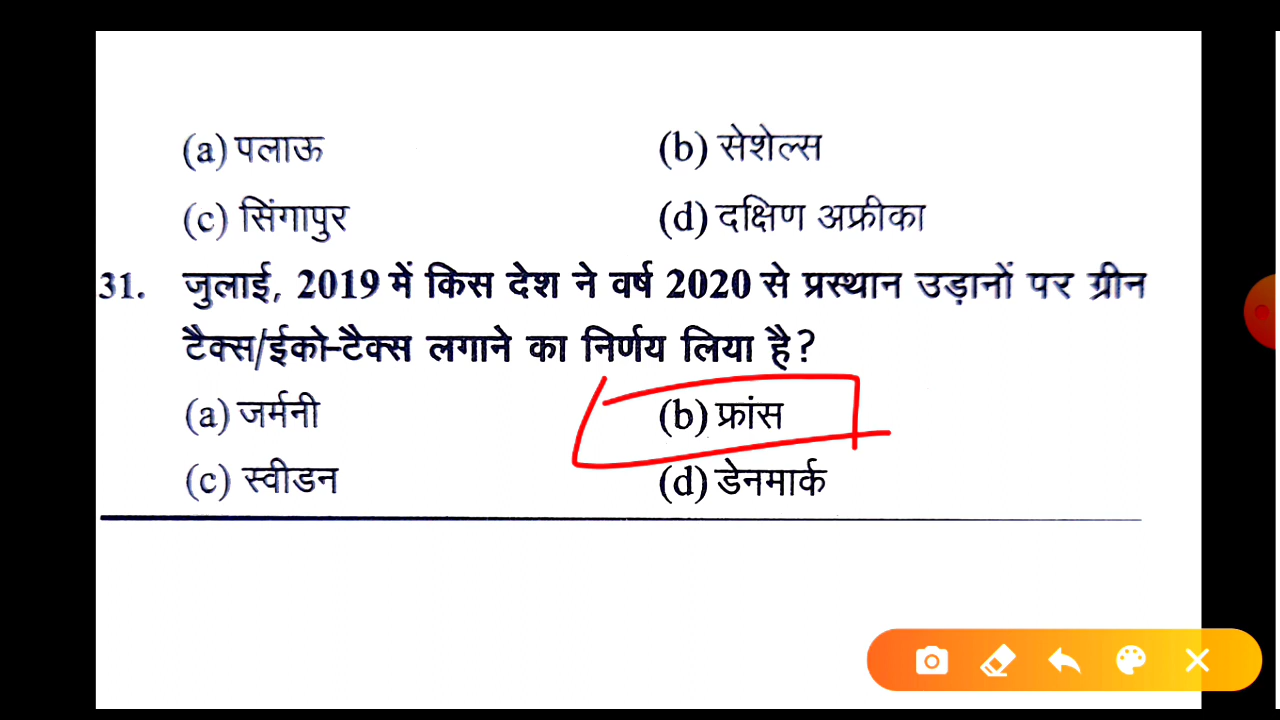 (a) पलाऊ (b) सेशेल्स
(c) सिंगापुर (d) दक्षिण अफ्रीका
31. जुलाई, 2019 में किस देश ने वर्ष 2020 से प्रस्थान उड़ानों पर ग्रीन
टैक्स/ईको-टैक्स लगाने का निर्णय लिया है?
(a) जर्मनी (b) फ्रांस
(c) स्वीडन (d) डेनमार्क